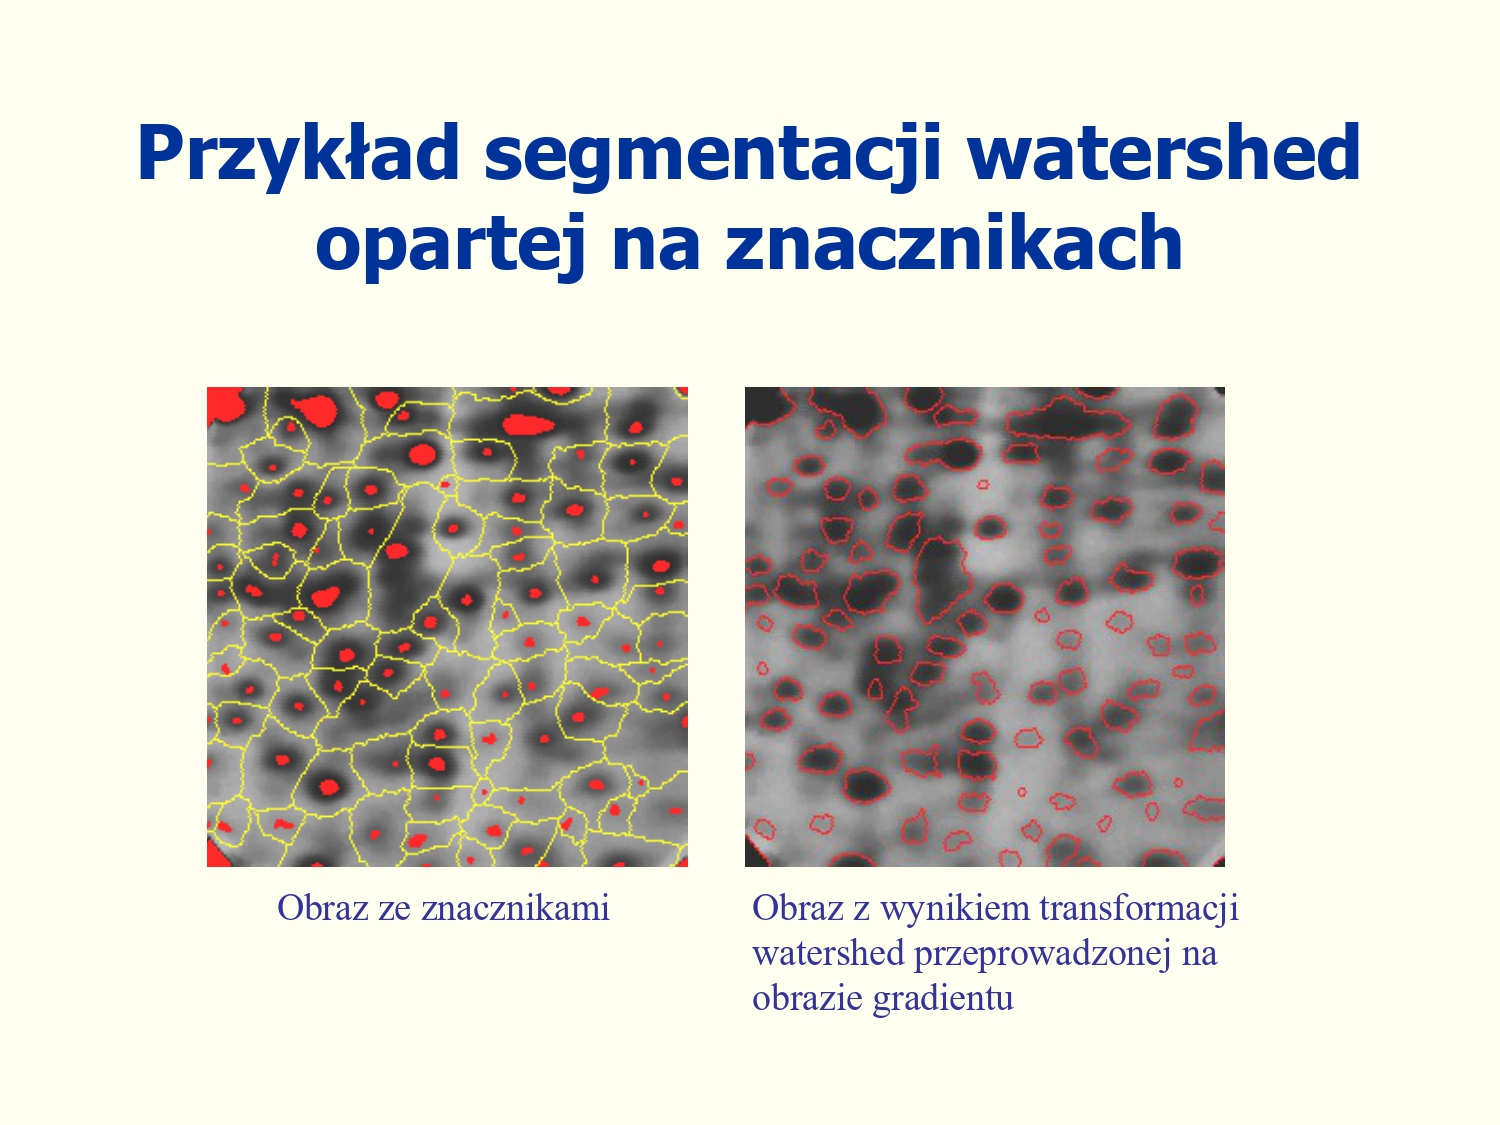 Przykład segmentacji watershed
opartej na znacznikach
Obraz ze znacznikami
Obraz z wynikiem transformacji
watershed przeprowadzonej na
obrazie gradientu